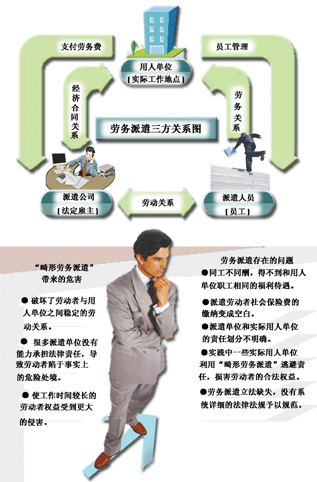 支付劳务费
员工管理
用人单位
[实际工作地点]
经济合同关系
劳务关系
劳务派遣三方关系图
派遣公司
[法定雇主]
劳动关系
派遣人员
[员工]
“畸形劳务派遣”
带来的危害
●破坏了劳动者与用
人单位之间稳定的劳
动关系。
●很多派遣单位没有
能力承担法律责任，导
致劳动者陷于事实上
的危险处境。
●使工作时间较长的
劳动者权益受到更大
的侵害。
劳务派遣存在的问题
●同工不同酬，得不到和用人
单位职工相同的福利待遇。
●派遣劳动者社会保险费的
缴纳变成空白。
●派遣单位和实际用人单位
的责任划分不明确。
●实践中一些实际用人单位
利用“畸形劳务派遣”逃避责
任，损害劳动者的合法权益。
●劳务派遣立法缺失，没有系
统详细的法律法规予以规范。